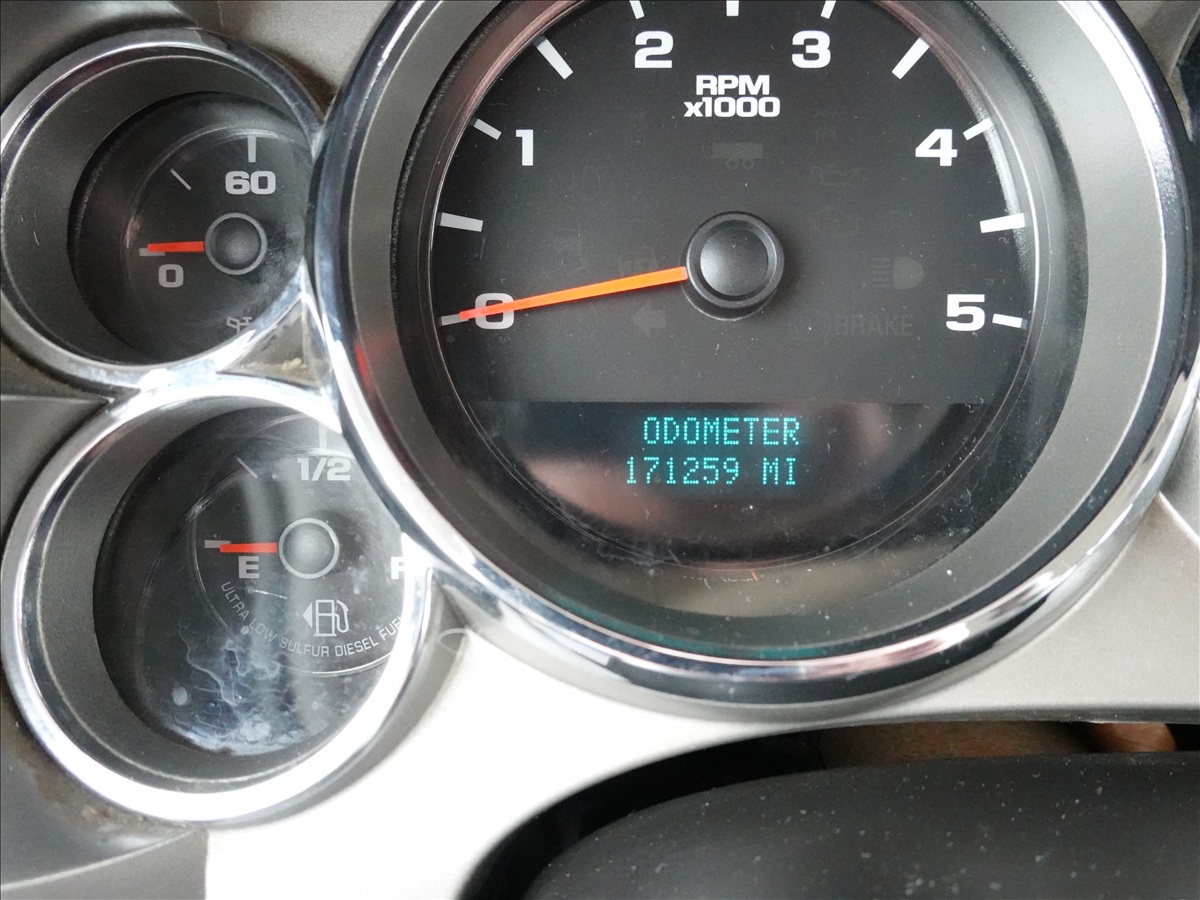 2 3
RPM
x1000
1 4
0 5
BRAKE
ODOMETER
171259 MI
60
0
1/2
E F
ULTRA LOW SULFUR DIESEL FUEL